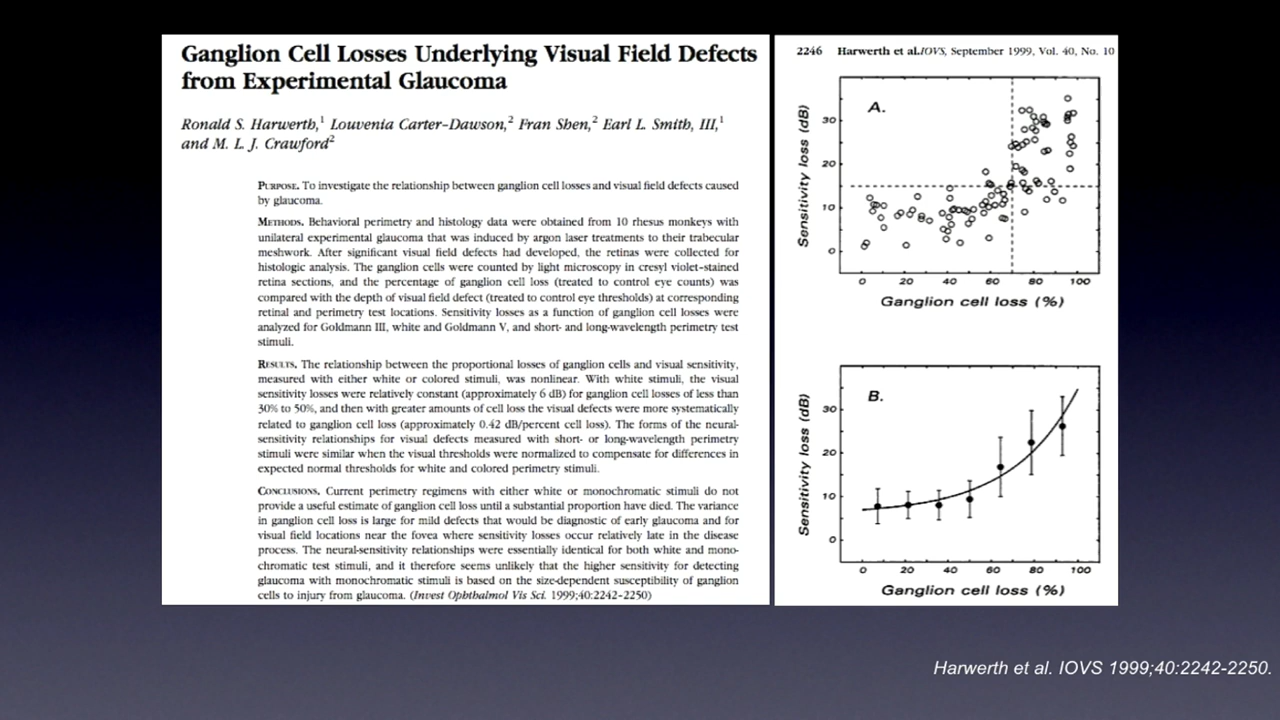 Ganglion Cell Losses Underlying Visual Field Defects
from Experimental Glaucoma
Ronald S. Harwerth,1 Louvenia Carter-Dawson,2 Fran Shen,2 Earl L. Smith, III,1
and M. L. J. Crawford2
PURPOSE. To investigate the relationship between ganglion cell losses and visual field defects caused
by glaucoma.
METHODS. Behavioral perimetry and histology data were obtained from 10 rhesus monkeys with
unilateral experimental glaucoma that was induced by argon laser treatments to their trabecular
meshwork. After significant visual field defects had developed, the retinas were collected for
histologic analysis. The ganglion cells were counted by light microscopy in cresyl violet-stained
retina sections, and the percentage of ganglion cell loss (treated to control eye counts) was
compared with the depth of visual field defect (treated to control eye thresholds) at corresponding
retinal and perimetry test locations. Sensitivity losses as a function of ganglion cell losses were
analyzed for Goldmann III, white and Goldmann V, and short- and long-wavelength perimetry test
stimuli.
RESULTS. The relationship between the proportional losses of ganglion cells and visual sensitivity,
measured with either white or colored stimuli, was nonlinear. With white stimuli, the visual
sensitivity losses were relatively constant (approximately 6 dB) for ganglion cell losses of less than
30% to 50%, and then with greater amounts of cell loss the visual defects were more systematically
related to ganglion cell loss (approximately 0.42 dB/percent cell loss). The forms of the neural-
sensitivity relationships for visual defects measured with short- or long-wavelength perimetry
stimuli were similar when the visual thresholds were normalized to compensate for differences in
expected normal thresholds for white and colored perimetry stimuli.
CONCLUSIONS. Current perimetry regimens with either white or monochromatic stimuli do not
provide a useful estimate of ganglion cell loss until a substantial proportion have died. The variance
in ganglion cell loss is large for mild defects that would be diagnostic of early glaucoma and for
visual field locations near the fovea where sensitivity losses occur relatively late in the disease
process. The neural-sensitivity relationships were essentially identical for both white and mono-
chromatic test stimuli, and it therefore seems unlikely that the higher sensitivity for detecting
glaucoma with monochromatic stimuli is based on the size-dependent susceptibility of ganglion
cells to injury from glaucoma. (Invest Ophthalmol Vis Sci. 1999;40:2242-2250)
2246 Harwerth et al. IOVS, September 1999, Vol. 40, No. 10
A.
Sensitivity loss (dB)
30
20
10
0
0 20 40 60 80 100
Ganglion cell loss (%)
B.
Sensitivity loss (dB)
30
20
10
0
0 20 40 60 80 100
Ganglion cell loss (%)
Harwerth et al. IOVS 1999;40:2242-2250.